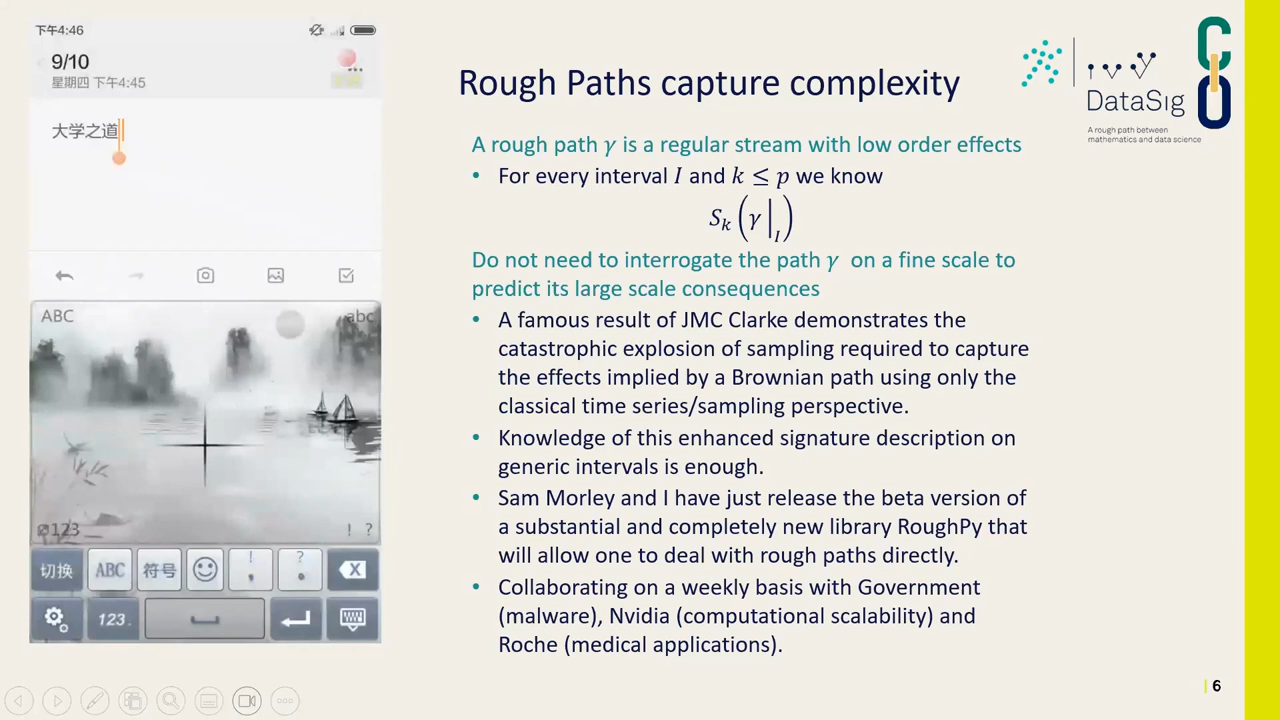 下午4:46
9/10
星期四 下午4:45
大学之道
ABC
abc
123
! ?
切换 ABC 符号 ! , ? .
123.
Rough Paths capture complexity
DataSig
A rough path between
mathematics and data science
A rough path γ is a regular stream with low order effects
• For every interval I and k ≤ p we know
S_k (γ|_I)
Do not need to interrogate the path γ on a fine scale to
predict its large scale consequences
• A famous result of JMC Clarke demonstrates the
catastrophic explosion of sampling required to capture
the effects implied by a Brownian path using only the
classical time series/sampling perspective.
• Knowledge of this enhanced signature description on
generic intervals is enough.
• Sam Morley and I have just release the beta version of
a substantial and completely new library RoughPy that
will allow one to deal with rough paths directly.
• Collaborating on a weekly basis with Government
(malware), Nvidia (computational scalability) and
Roche (medical applications).
6